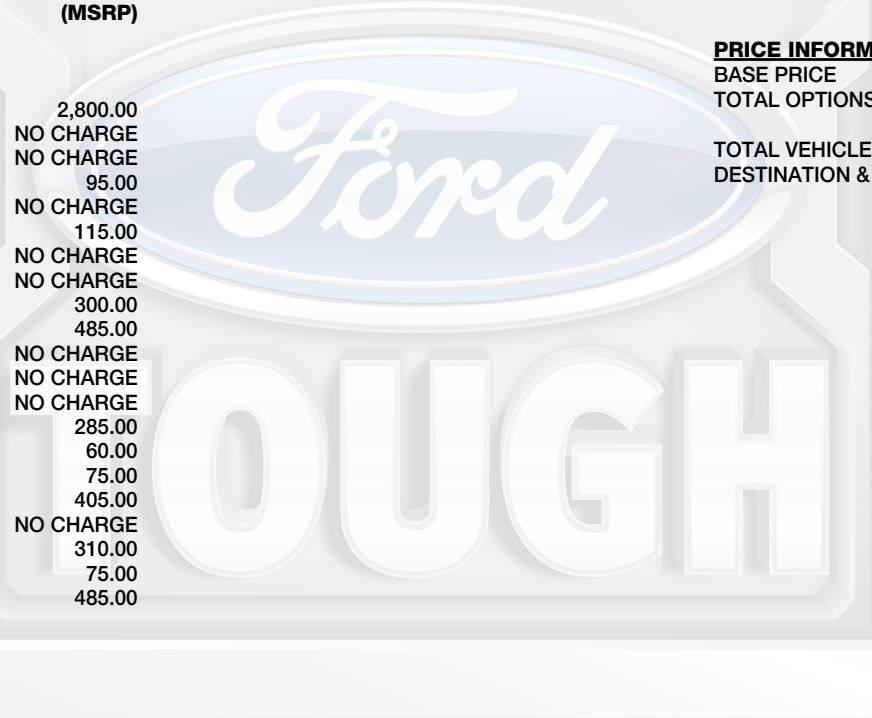 (MSRP)
2,800.00
NO CHARGE
NO CHARGE
95.00
NO CHARGE
115.00
NO CHARGE
NO CHARGE
300.00
485.00
NO CHARGE
NO CHARGE
NO CHARGE
285.00
60.00
75.00
405.00
NO CHARGE
310.00
75.00
485.00
PRICE INFORM
BASE PRICE
TOTAL OPTIONS
TOTAL VEHICLE
DESTINATION &
Ford
TOUGH